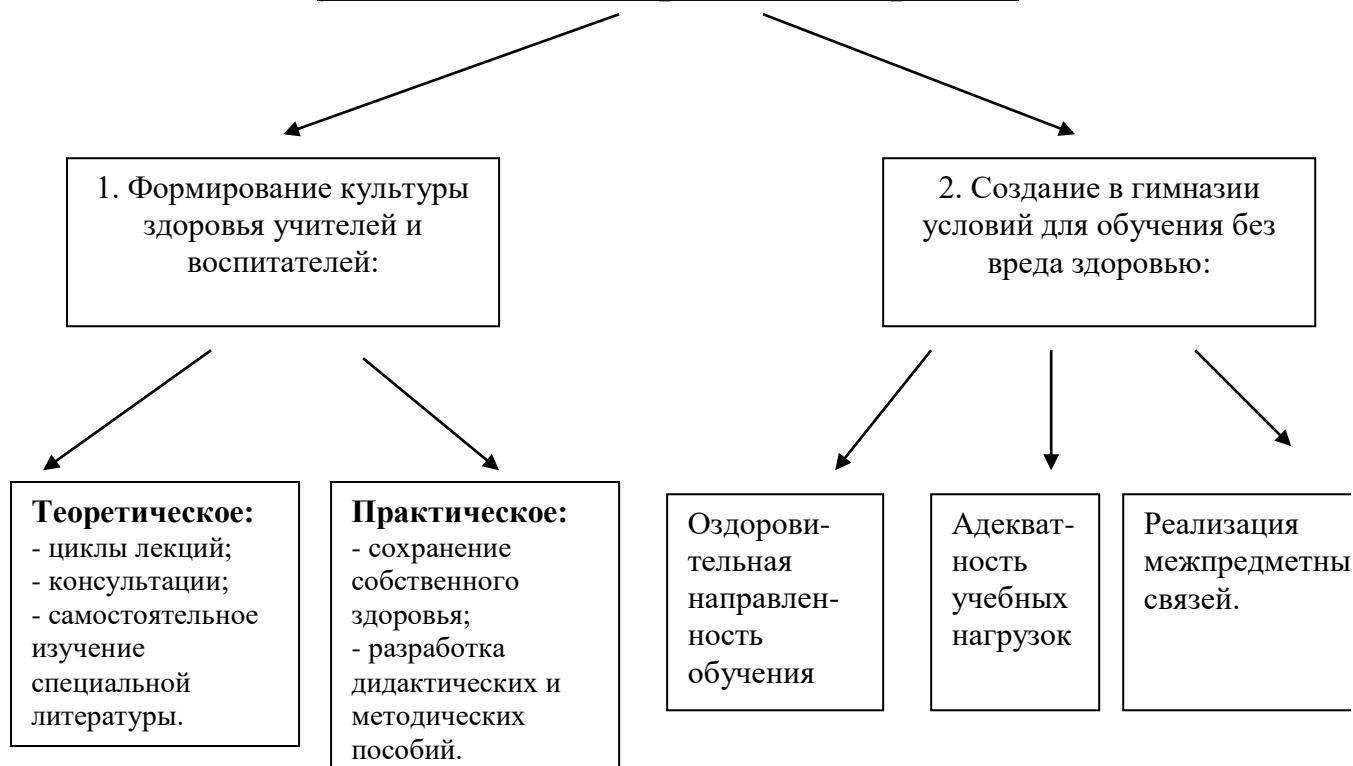 1. Формирование культуры
здоровья учителей и
воспитателей:
2. Создание в гимназии
условий для обучения без
вреда здоровью:
Теоретическое:
- циклы лекций;
- консультации;
- самостоятельное
изучение
специальной
литературы.
Практическое:
- сохранение
собственного
здоровья;
- разработка
дидактических и
методических
пособий.
Оздорови-
тельная
направлен-
ность
обучения
Адекват-
ность
учебных
нагрузок
Реализация
межпредметны
связей.